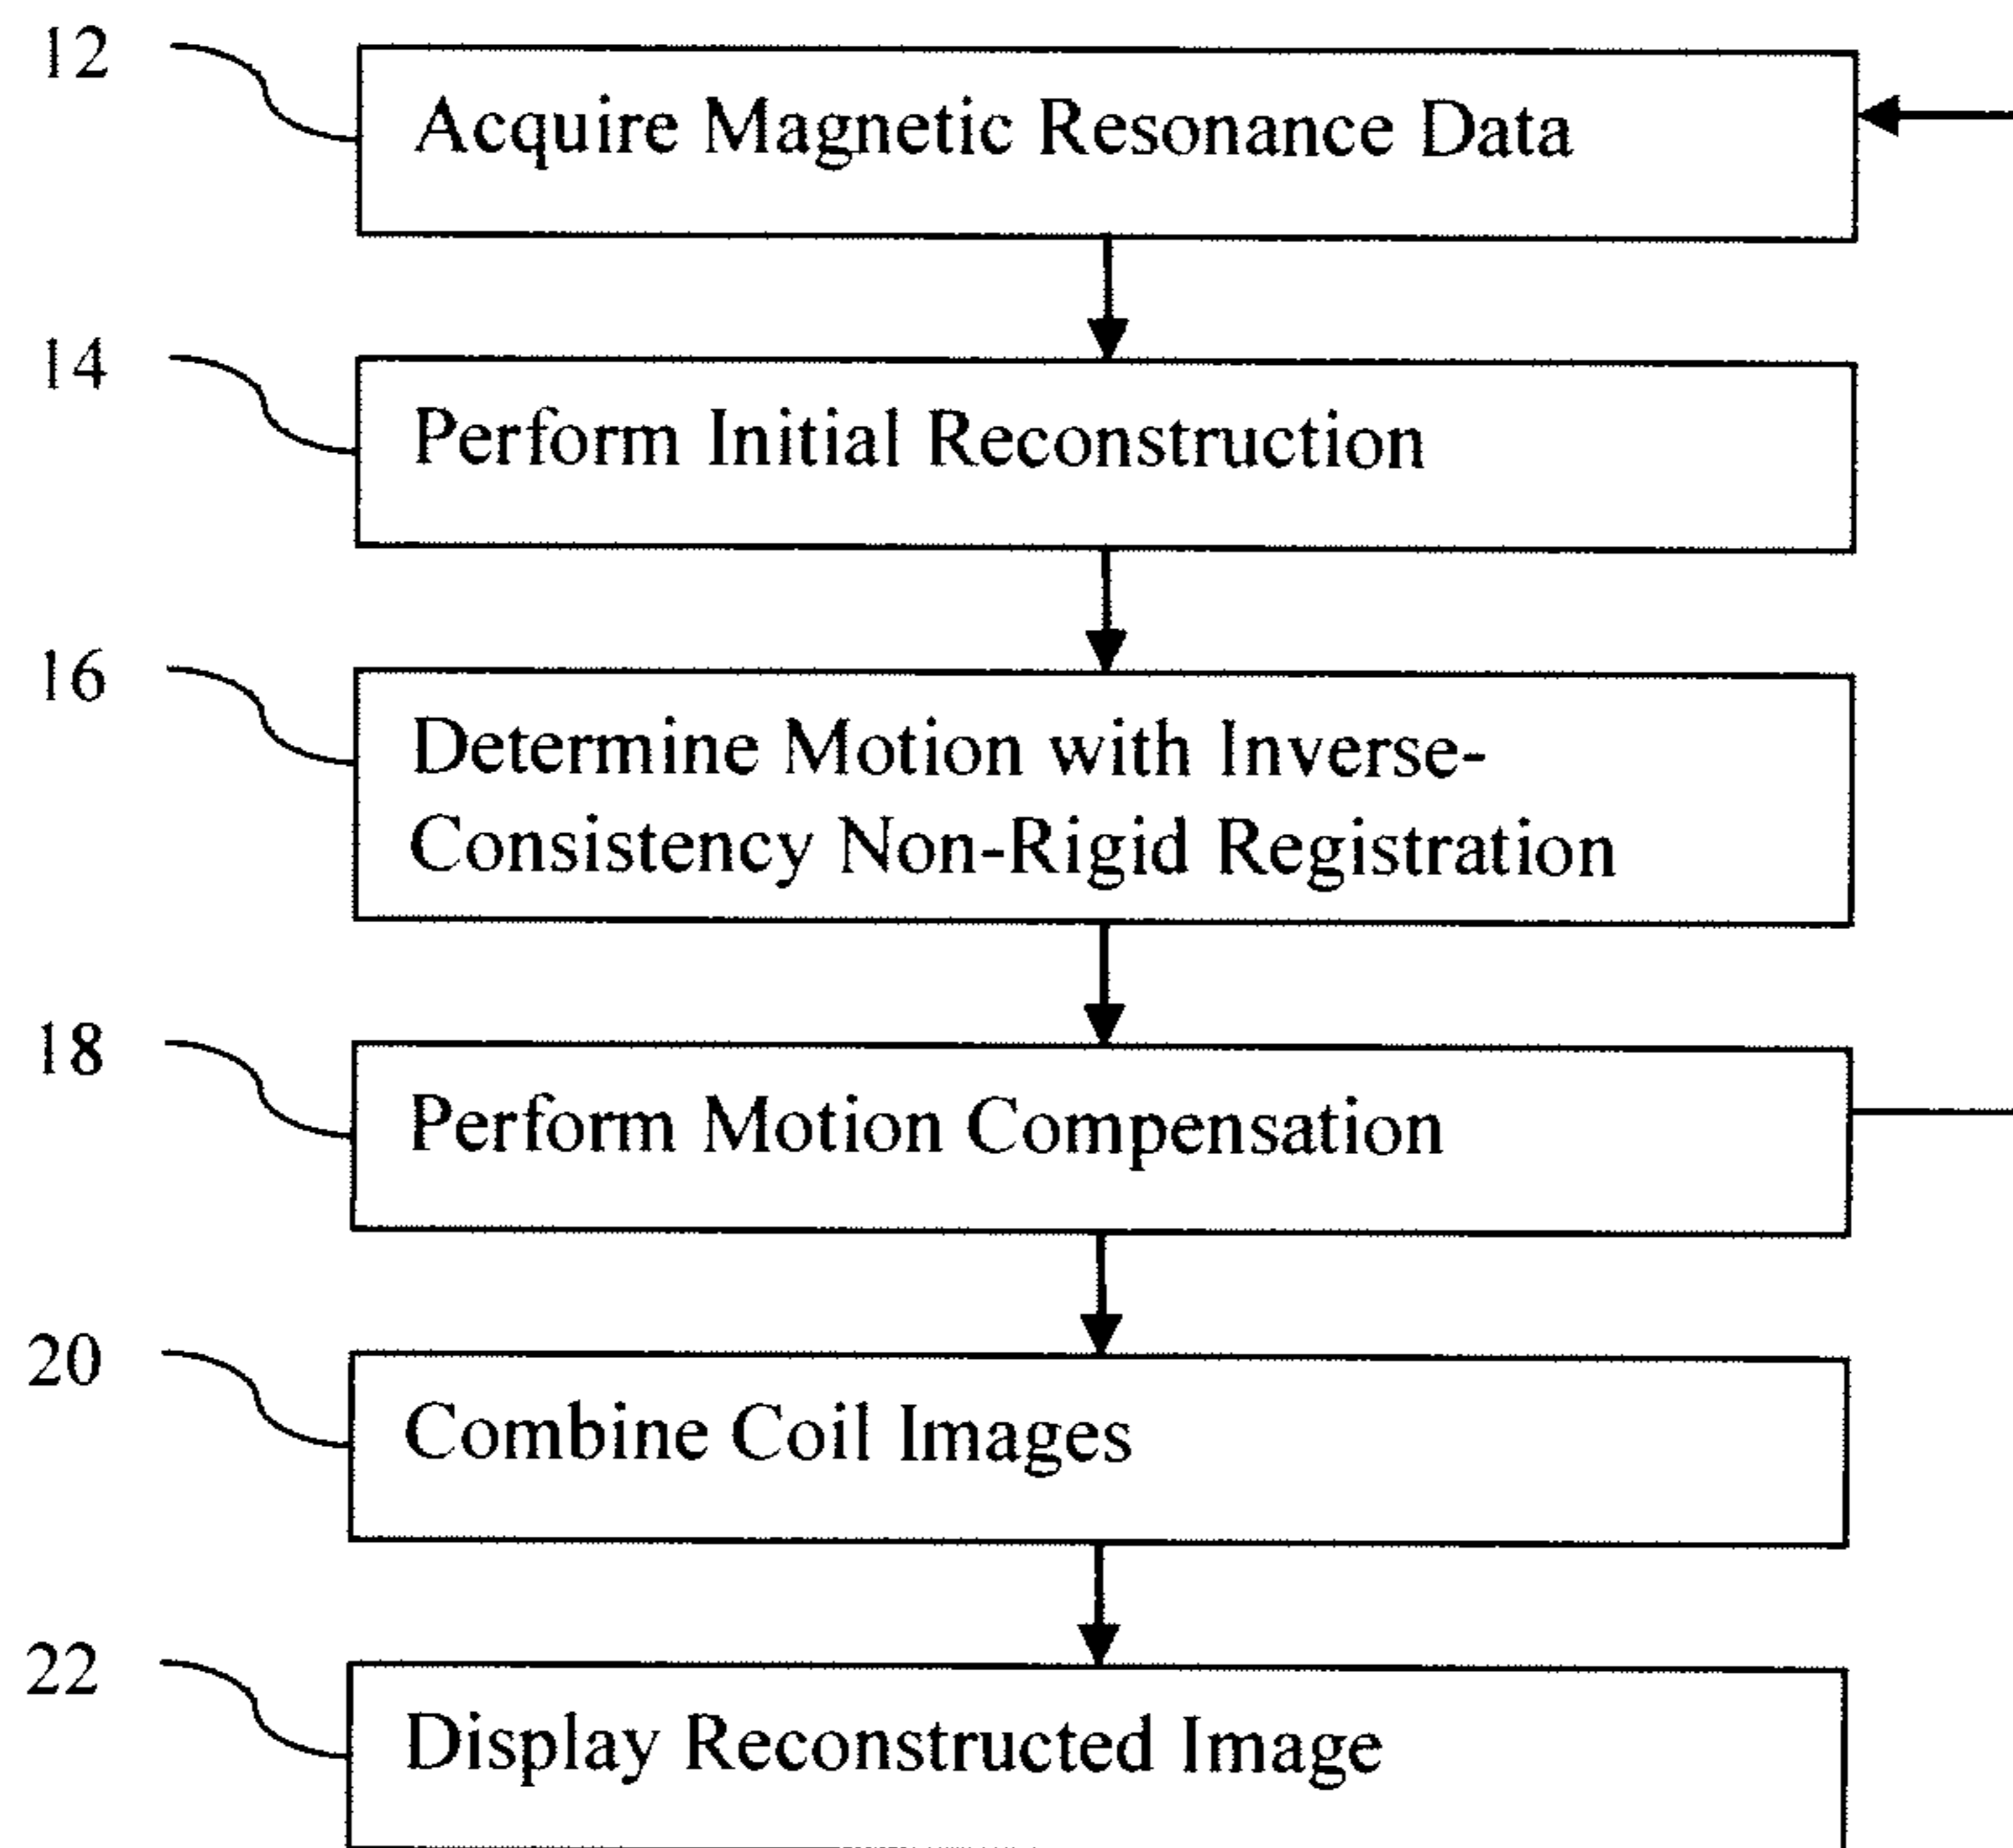 12
Acquire Magnetic Resonance Data
14
Perform Initial Reconstruction
16
Determine Motion with Inverse-
Consistency Non-Rigid Registration
18
Perform Motion Compensation
20
Combine Coil Images
22
Display Reconstructed Image